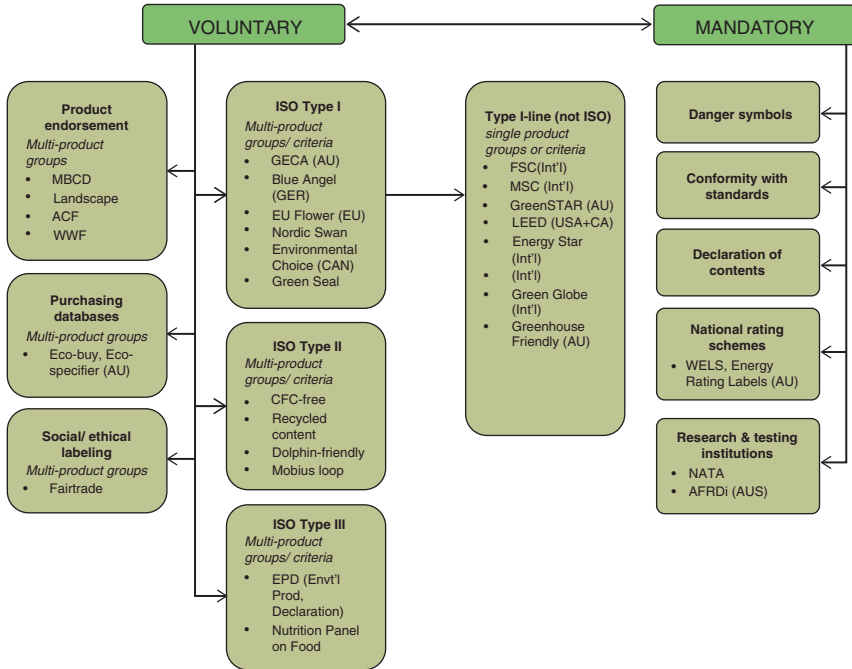 VOLUNTARY
MANDATORY
Product
endorsement
Multi-product
groups
• MBCD
• Landscape
• ACF
• WWF
Purchasing
databases
Multi-product groups
• Eco-buy, Eco-
specifier (AU)
Social/ ethical
labeling
Multi-product groups
• Fairtrade
ISO Type I
Multi-product
groups/ criteria
• GECA (AU)
• Blue Angel
(GER)
• EU Flower (EU)
• Nordic Swan
• Environmental
Choice (CAN)
• Green Seal
ISO Type II
Multi-product
groups/ criteria
• CFC-free
• Recycled
content
• Dolphin-friendly
• Mobius loop
ISO Type III
Multi-product
groups/ criteria
• EPD (Envt'l
Prod,
Declaration)
• Nutrition Panel
on Food
Type I-line (not ISO)
single product
groups or criteria
• FSC(Int'l)
• MSC (Int'l)
• GreenSTAR (AU)
• LEED (USA+CA)
• Energy Star
(Int'l)
• (Int'l)
• Green Globe
(Int'l)
• Greenhouse
Friendly (AU)
Danger symbols
Conformity with
standards
Declaration of
contents
National rating
schemes
• WELS, Energy
Rating Labels (AU)
Research & testing
institutions
• NATA
• AFRDi (AUS)